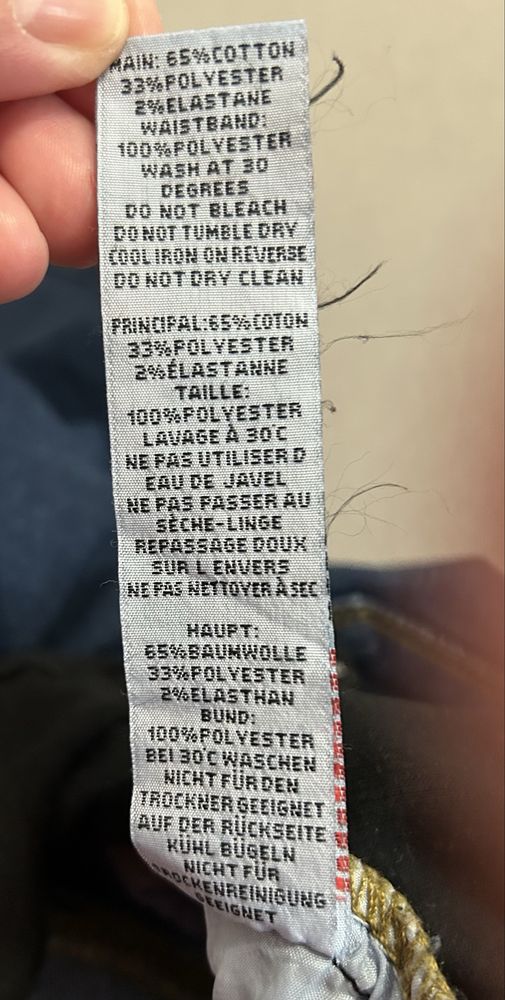 MAIN: 65%COTTON
33%POLYESTER
2%ELASTANE
WAISTBAND:
100%POLYESTER
WASH AT 30
DEGREES
DO NOT BLEACH
DO NOT TUMBLE DRY
COOL IRON ON REVERSE
DO NOT DRY CLEAN
PRINCIPAL:65%COTON
33%POLYESTER
2%ÉLASTANNE
TAILLE:
100%POLYESTER
LAVAGE À 30°C
NE PAS UTILISER D
EAU DE JAVEL
NE PAS PASSER AU
SÈCHE-LINGE
REPASSAGE DOUX
SUR L ENVERS
NE PAS NETTOYER À SEC
HAUPT:
65%BAUMWOLLE
33%POLYESTER
2%ELASTHAN
BUND:
100%POLYESTER
BEI 30°C WASCHEN
NICHT FÜR DEN
TROCKNER GEEIGNET
AUF DER RÜCKSEITE
KÜHL BÜGELN
NICHT FÜR
TROCKENREINIGUNG
GEEIGNET